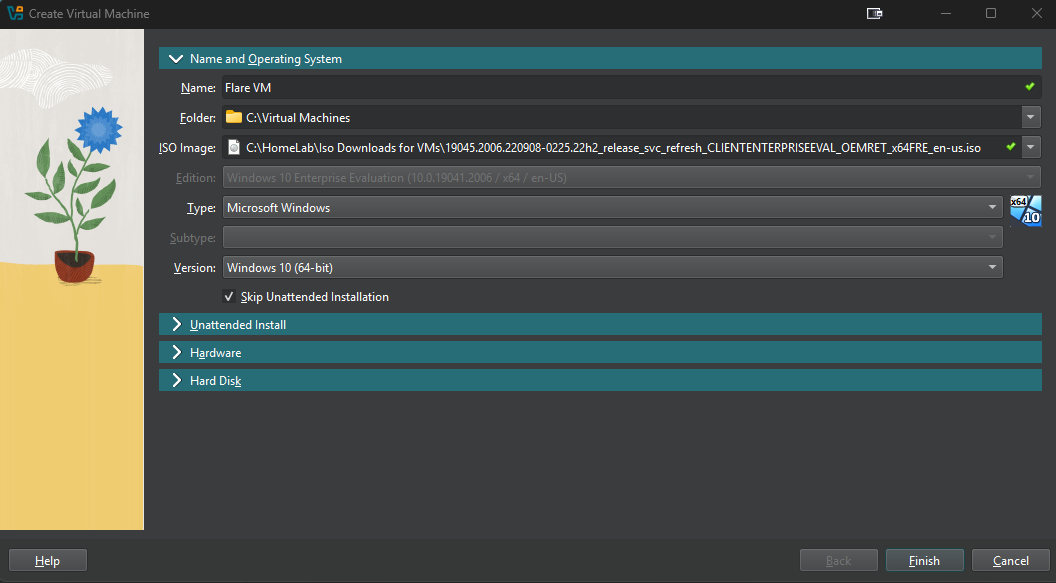 Create Virtual Machine
Name and Operating System
Name: Flare VM
Folder: C:\Virtual Machines
ISO Image: C:\HomeLab\Iso Downloads for VMs\19045.2006.220908-0225.22h2_release_svc_refresh_CLIENTENTERPRISEEVAL_OEMRET_x64FRE_en-us.iso
Edition: Windows 10 Enterprise Evaluation (10.0.19041.2006 / x64 / en-US)
Type: Microsoft Windows
x64
10
Subtype:
Version: Windows 10 (64-bit)
Skip Unattended Installation
Unattended Install
Hardware
Hard Disk
Help
Back
Finish
Cancel